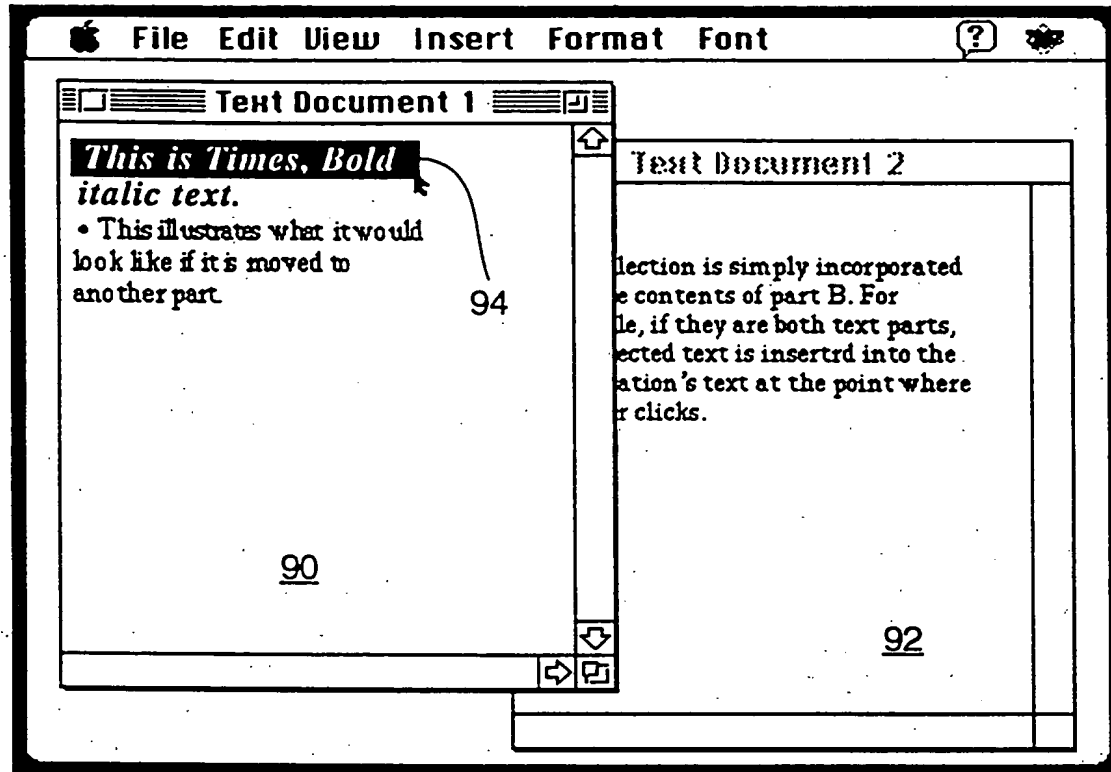 File Edit View Insert Format Font ?
Text Document 1
This is Times, Bold
italic text.
• This illustrates what it would
look like if it is moved to
another part.
94
90
Text Document 2
lection is simply incorporated
e contents of part B. For
le, if they are both text parts,
ected text is insertrd into the
ation's text at the point where
r clicks.
92